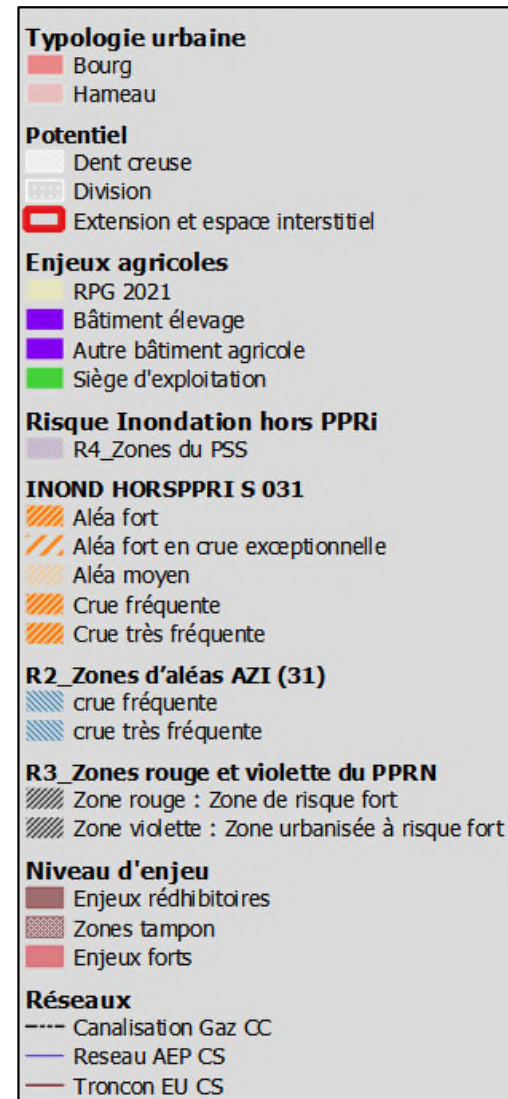 Typologie urbaine
Bourg
Hameau
Potentiel
Dent creuse
Division
Extension et espace interstitiel
Enjeux agricoles
RPG 2021
Bâtiment élevage
Autre bâtiment agricole
Siège d'exploitation
Risque Inondation hors PPRi
R4_Zones du PSS
INOND HORSPPRI S 031
Aléa fort
Aléa fort en crue exceptionnelle
Aléa moyen
Crue fréquente
Crue très fréquente
R2_Zones d’aléas AZI (31)
crue fréquente
crue très fréquente
R3_Zones rouge et violette du PPRN
Zone rouge : Zone de risque fort
Zone violette : Zone urbanisée à risque fort
Niveau d'enjeu
Enjeux rédhibitoires
Zones tampon
Enjeux forts
Réseaux
Canalisation Gaz CC
Reseau AEP CS
Troncon EU CS